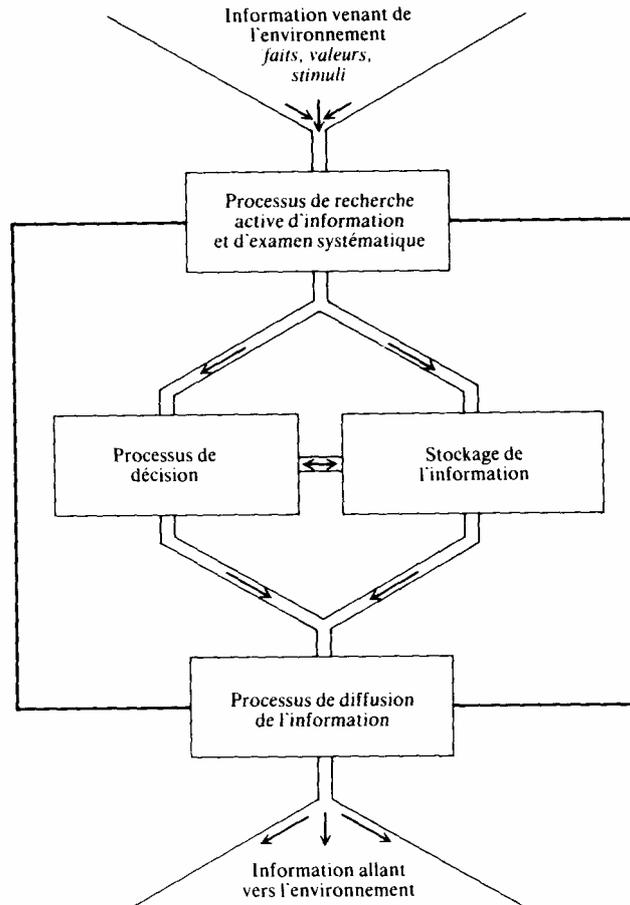 Information venant de
l'environnement
faits, valeurs,
stimuli
Processus de recherche
active d'information
et d'examen systématique
Processus de
décision
Stockage de
l'information
Processus de diffusion
de l'information
Information allant
vers l'environnement